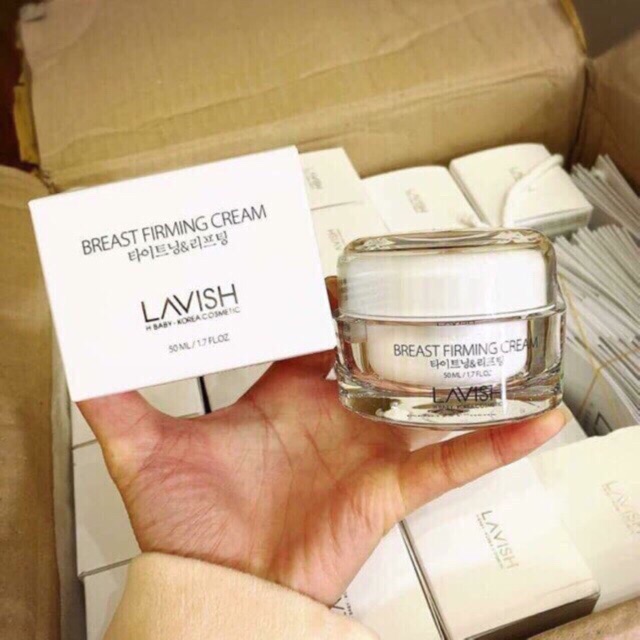 BREAST FIRMING CREAM
타이트닝&리프팅
LAVISH
H BABY - KOREA COSMETIC
50 ML / 1.7 FL.OZ
BREAST FIRMING CREAM
타이트닝&리프팅
50 ML / 1.7 FL.OZ
LAVISH
LAVISH
LAVISH